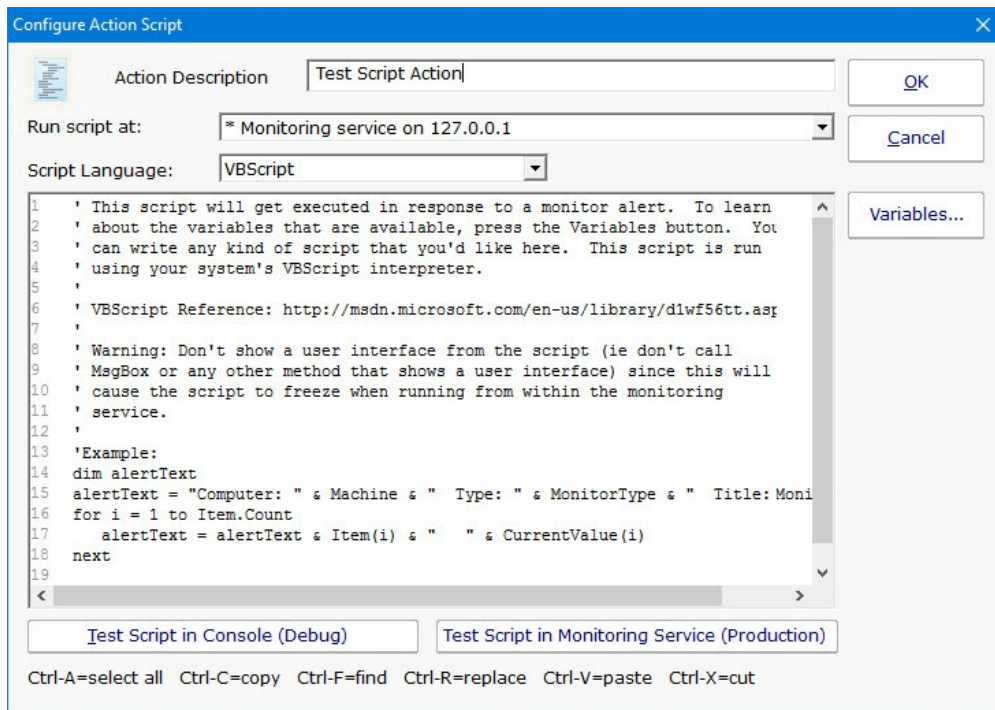 Configure Action Script
Action Description
Test Script Action
OK
Run script at:
* Monitoring service on 127.0.0.1
Cancel
Script Language:
VBScript
Variables...
1 ' This script will get executed in response to a monitor alert.  To learn
2 ' about the variables that are available, press the Variables button.  You
3 ' can write any kind of script that you'd like here.  This script is run
4 ' using your system's VBScript interpreter.
5 '
6 ' VBScript Reference: http://msdn.microsoft.com/en-us/library/d1wf56tt.asp
7 '
8 ' Warning: Don't show a user interface from the script (ie don't call
9 ' MsgBox or any other method that shows a user interface) since this will
10 ' cause the script to freeze when running from within the monitoring
11 ' service.
12 '
13 'Example:
14 dim alertText
15 alertText = "Computer: " & Machine & "  Type: " & MonitorType & "  Title: Moni
16 for i = 1 to Item.Count
17    alertText = alertText & Item(i) & "   " & CurrentValue(i)
18 next
19
Test Script in Console (Debug)
Test Script in Monitoring Service (Production)
Ctrl-A=select all  Ctrl-C=copy  Ctrl-F=find  Ctrl-R=replace  Ctrl-V=paste  Ctrl-X=cut